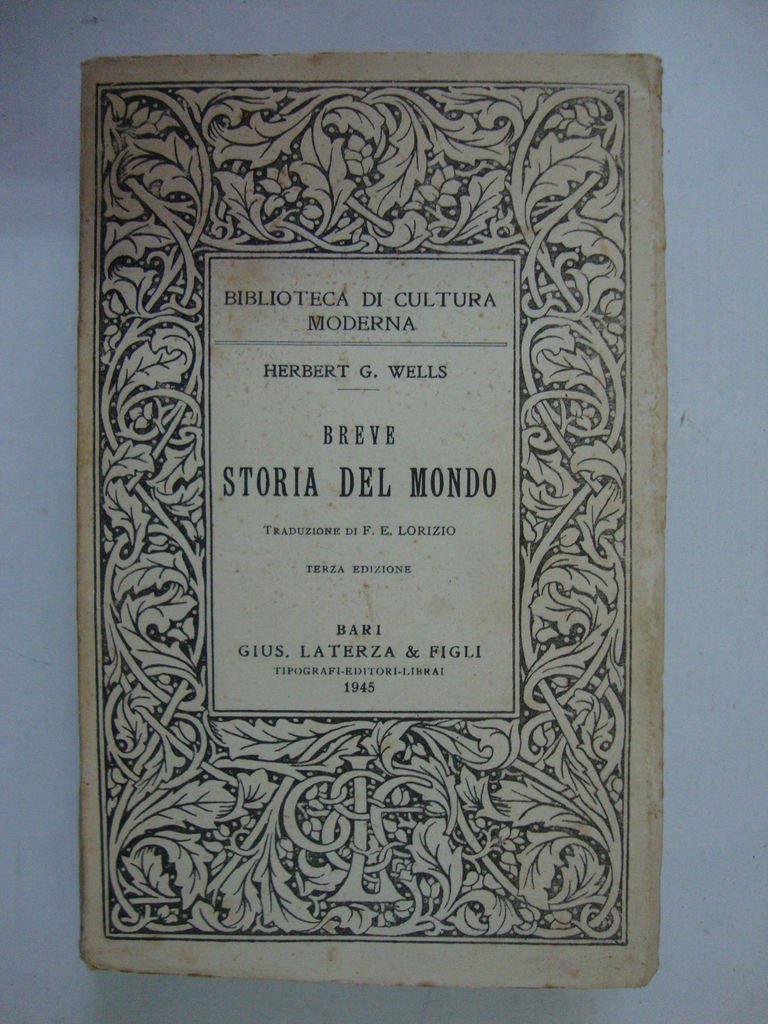 BIBLIOTECA DI CULTURA
MODERNA
HERBERT G. WELLS
BREVE
STORIA DEL MONDO
TRADUZIONE DI F. E. LORIZIO
TERZA EDIZIONE
BARI
GIUS. LATERZA & FIGLI
TIPOGRAFI-EDITORI-LIBRAI
1945